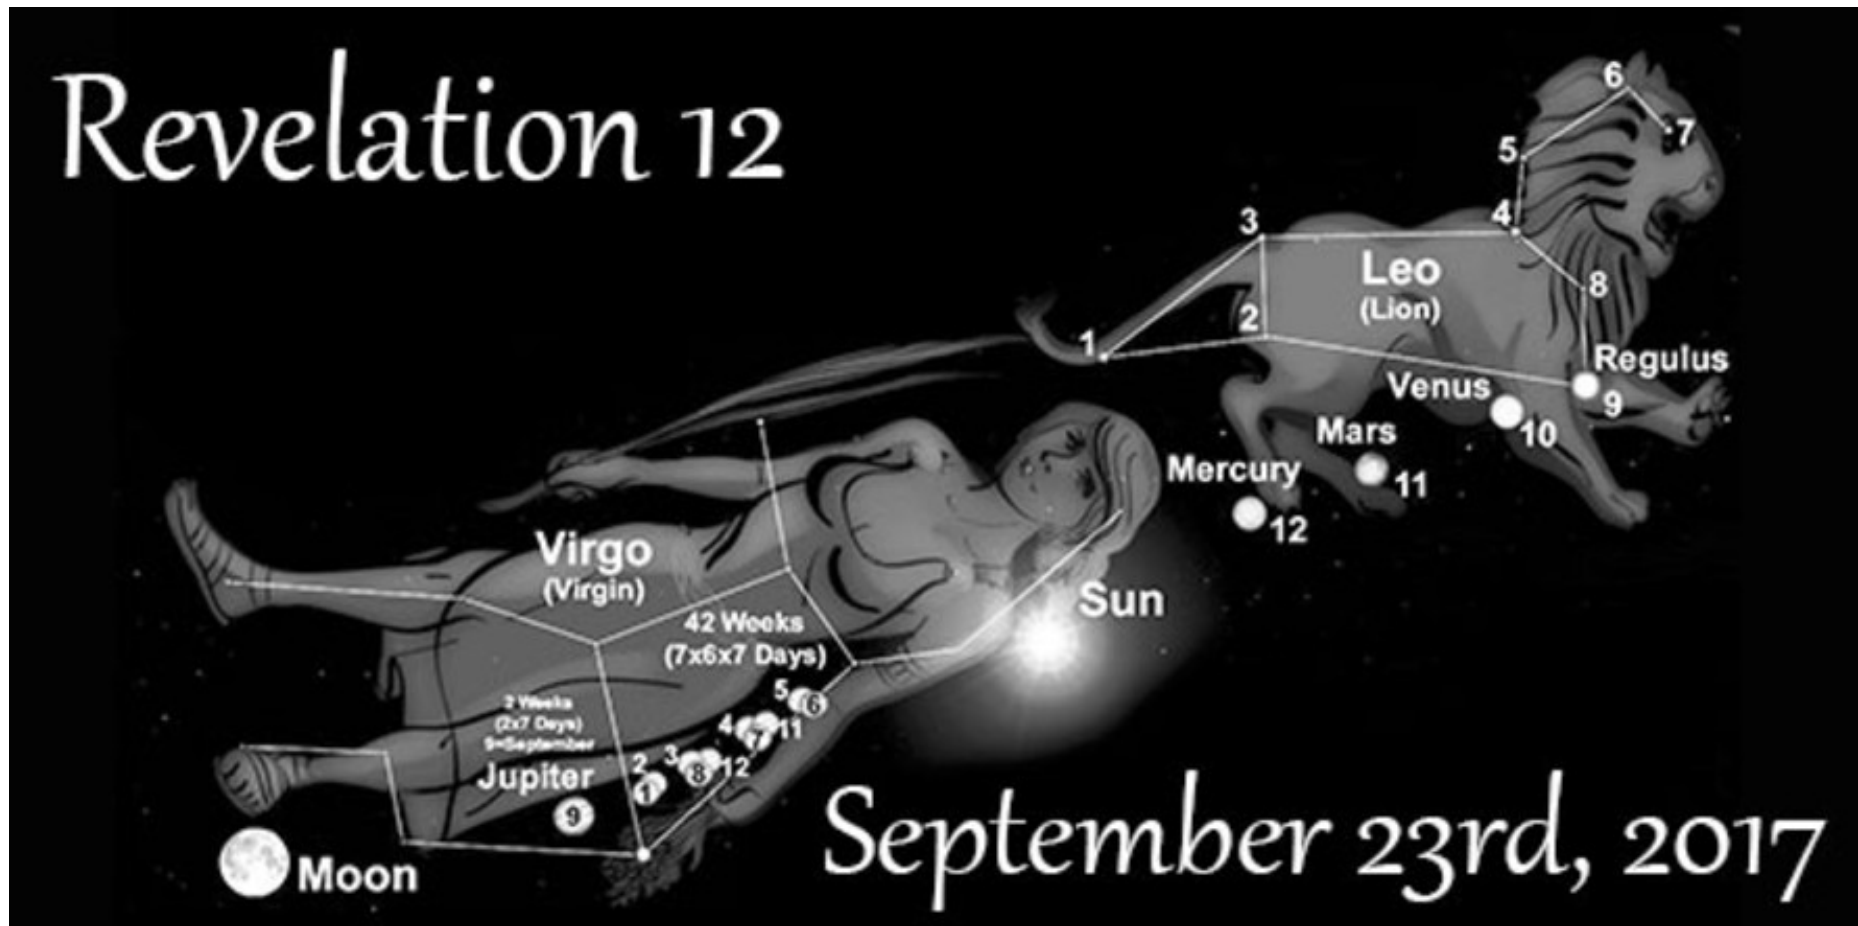 Revelation 12
6
7
5
4
3
Leo
(Lion)
8
2
1
Regulus
9
Venus
10
Mars
11
Mercury
12
Virgo
(Virgin)
Sun
42 Weeks
(7x6x7 Days)
5
6
2 Weeks
(2x7 Days)
9=September
4
11
7
3
8
12
2
1
Jupiter
9
Moon
September 23rd, 2017